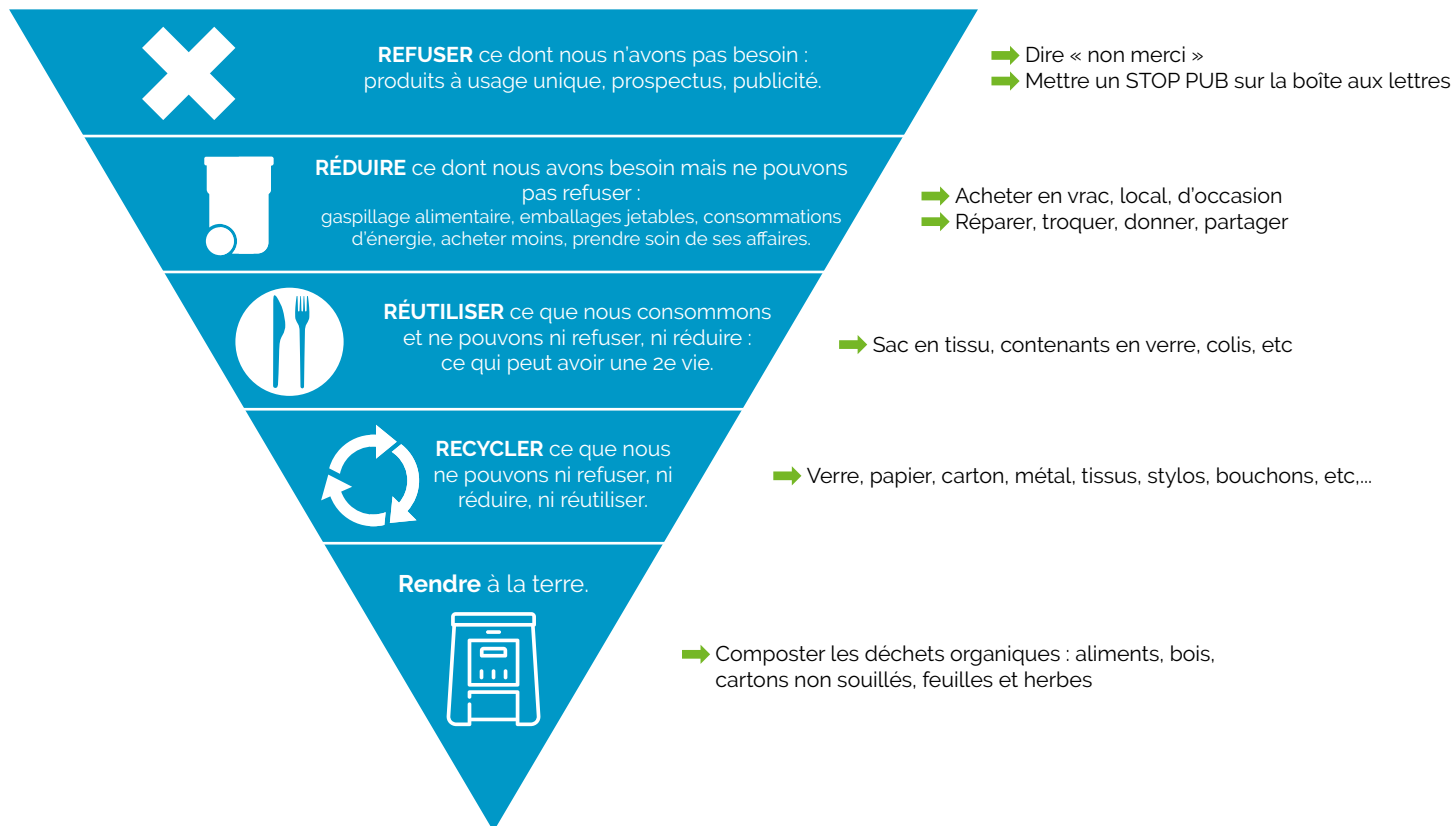 REFUSER ce dont nous n'avons pas besoin :
produits à usage unique, prospectus, publicité.
Dire « non merci »
Mettre un STOP PUB sur la boîte aux lettres
RÉDUIRE ce dont nous avons besoin mais ne pouvons
pas refuser :
gaspillage alimentaire, emballages jetables, consommations
d'énergie, acheter moins, prendre soin de ses affaires.
Acheter en vrac, local, d'occasion
Réparer, troquer, donner, partager
RÉUTILISER ce que nous consommons
et ne pouvons ni refuser, ni réduire :
ce qui peut avoir une 2e vie.
Sac en tissu, contenants en verre, colis, etc
RECYCLER ce que nous
ne pouvons ni refuser, ni
réduire, ni réutiliser.
Verre, papier, carton, métal, tissus, stylos, bouchons, etc,...
Rendre à la terre.
Composter les déchets organiques : aliments, bois,
cartons non souillés, feuilles et herbes